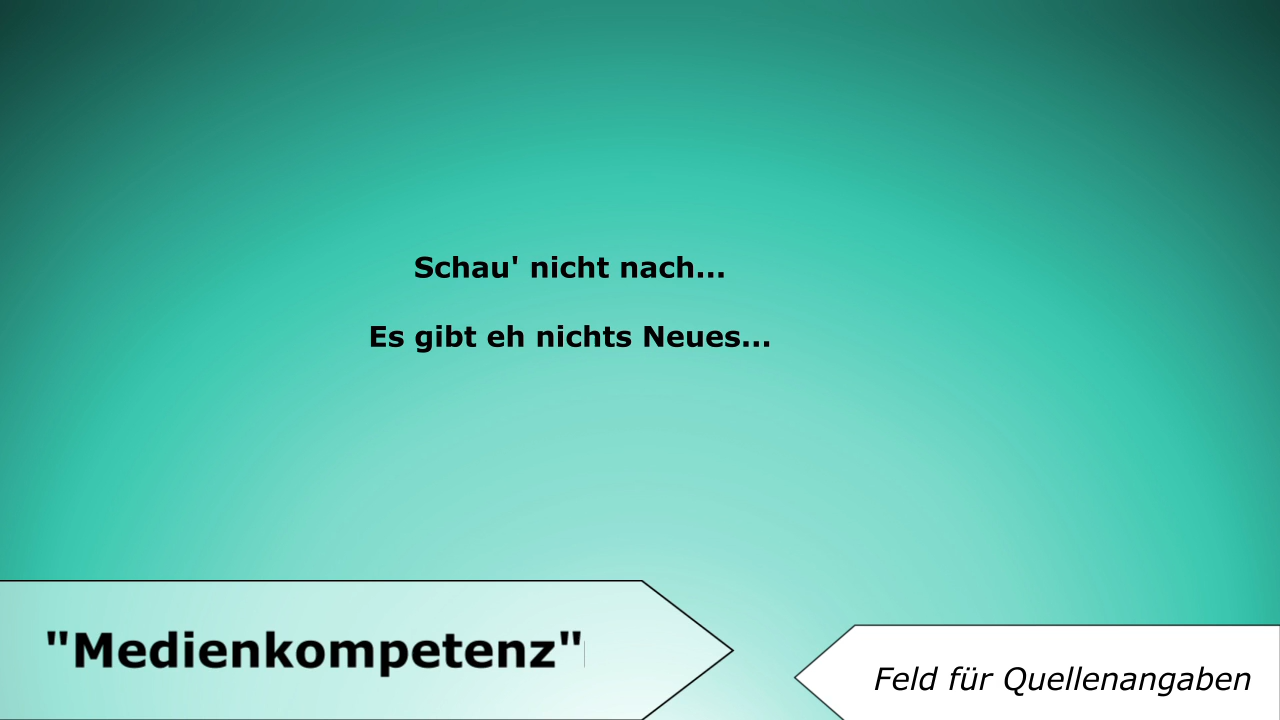 Schau' nicht nach...
Es gibt eh nichts Neues...
"Medienkompetenz"
Feld für Quellenangaben